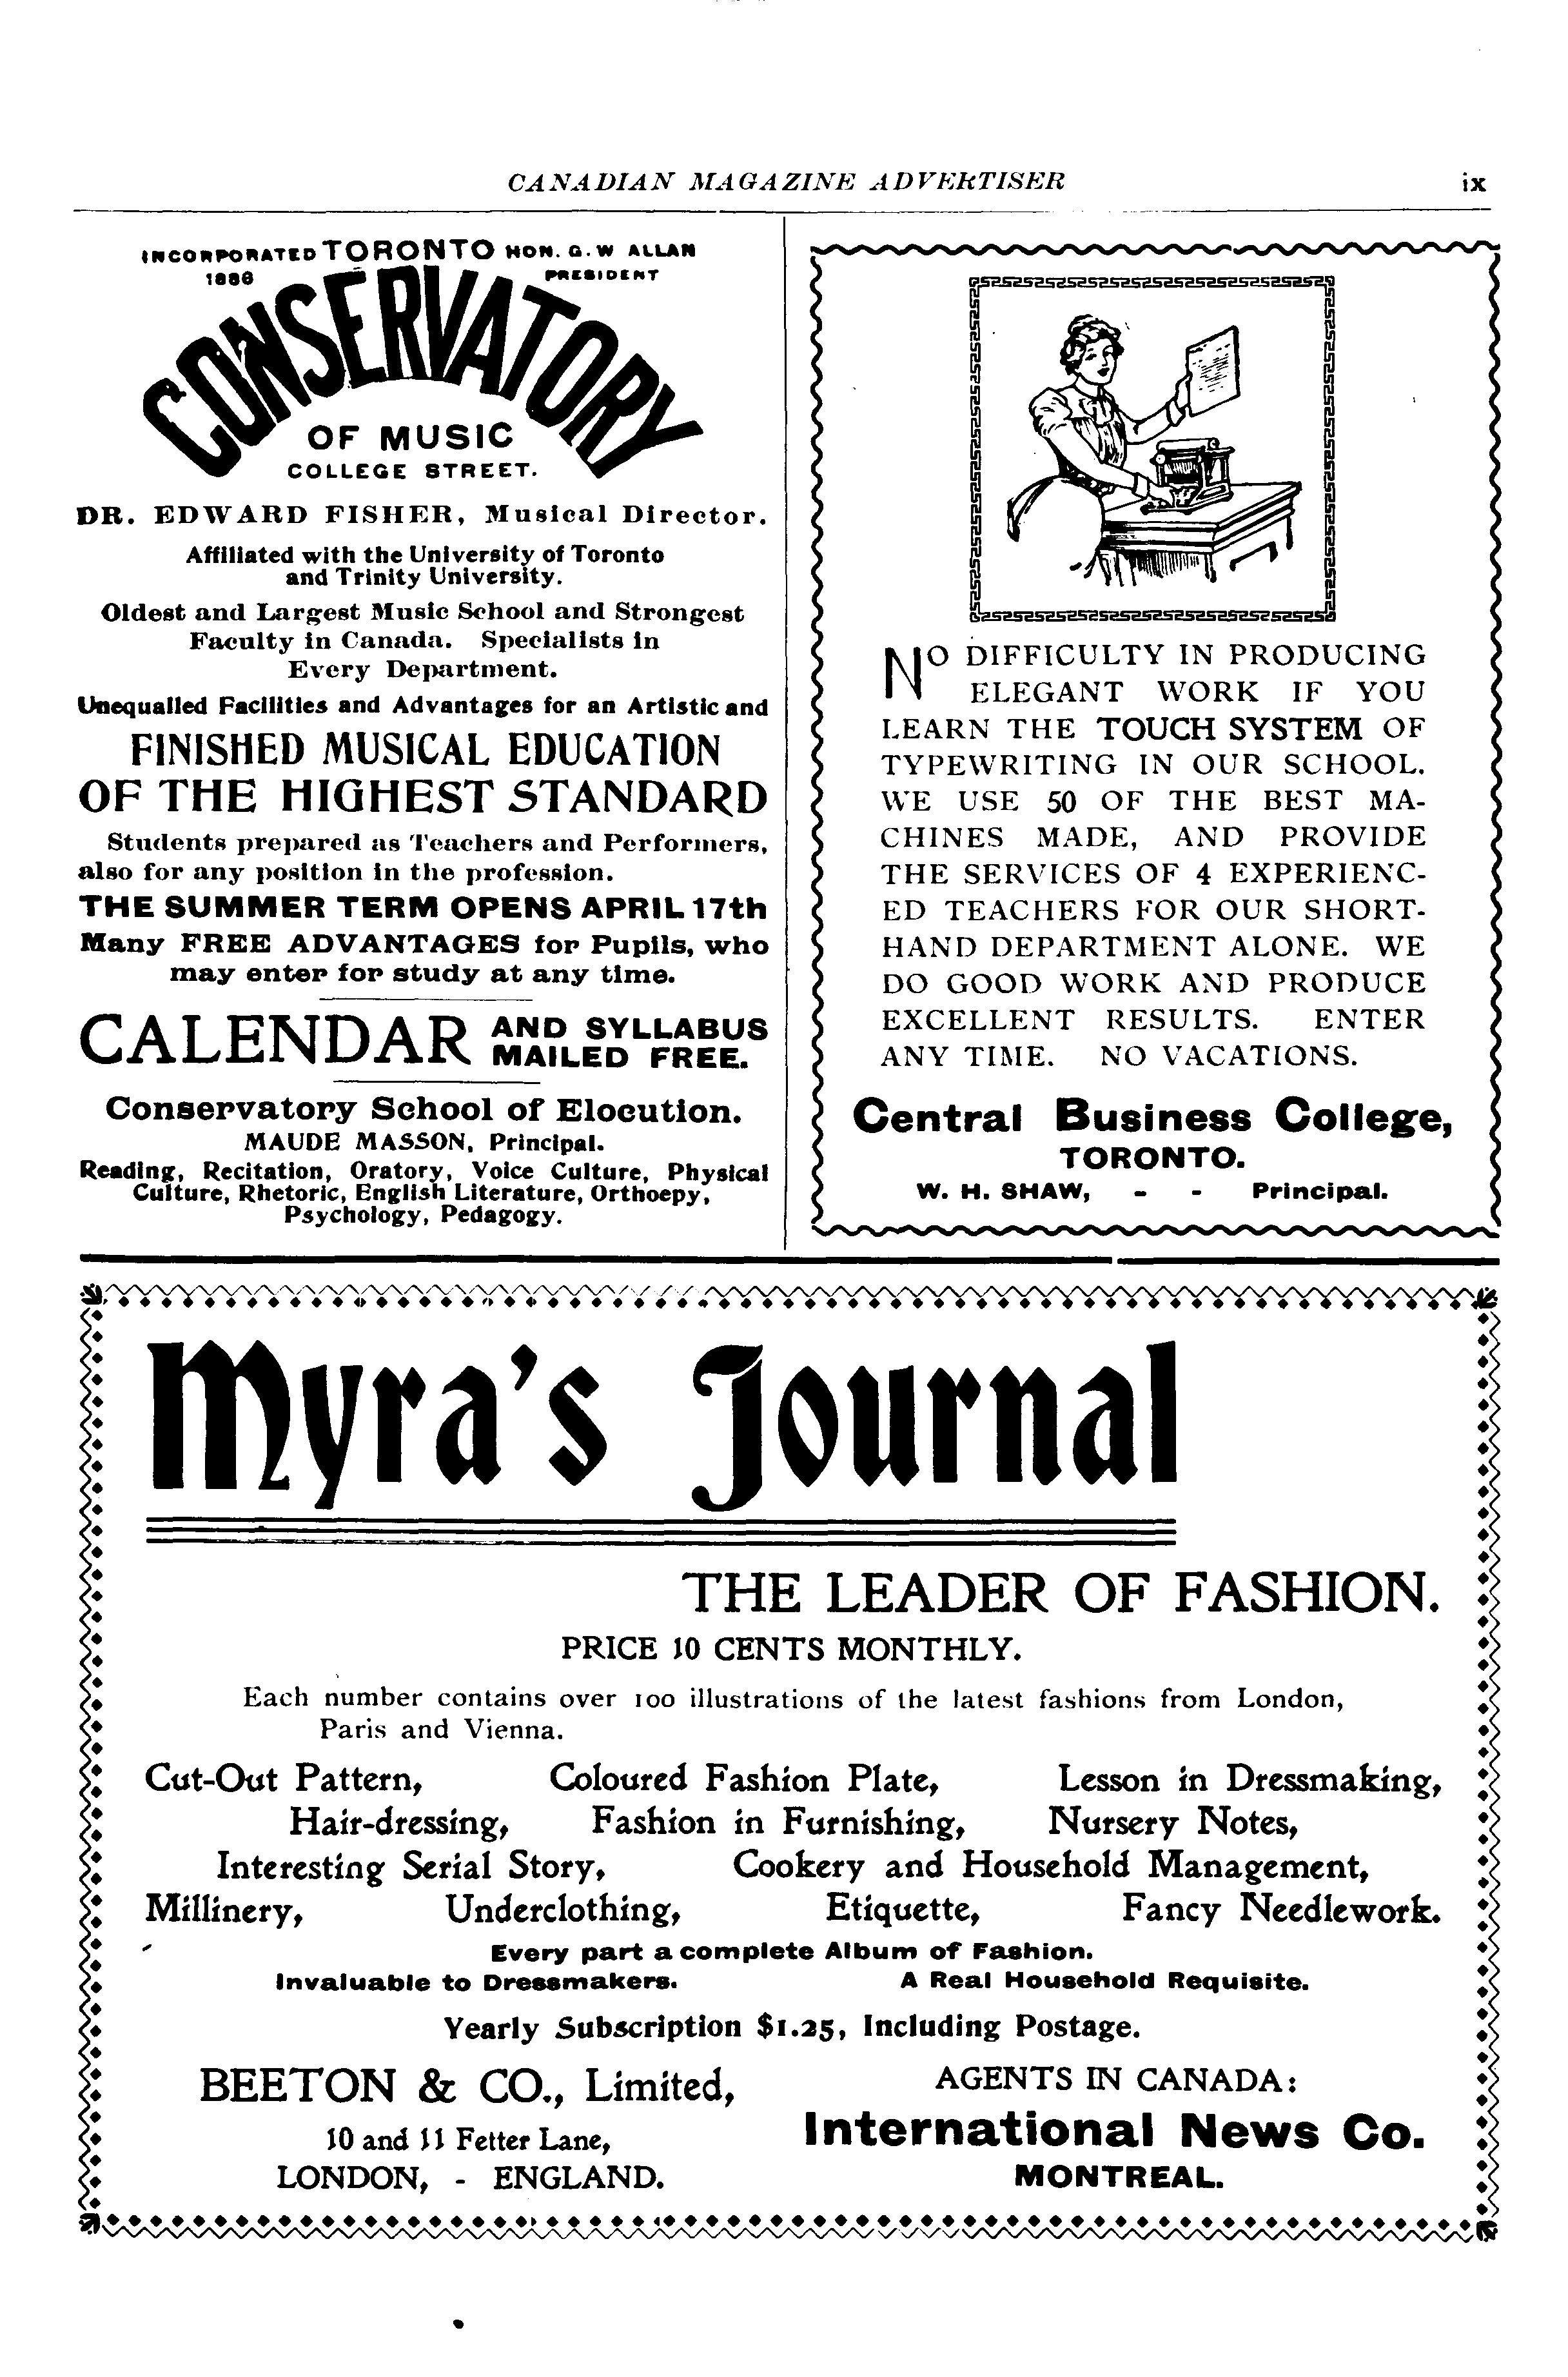 CANADIAN MAGAZINE ADVERTISER ix
INCORPORATED TORONTO HON. G. W ALLAN
1886 PRESIDENT
CONSERVATORY
OF MUSIC
COLLEGE STREET.
DR. EDWARD FISHER, Musical Director.
Affiliated with the University of Toronto
and Trinity University.
Oldest and Largest Music School and Strongest
Faculty in Canada. Specialists in
Every Department.
Unequalled Facilities and Advantages for an Artistic and
FINISHED MUSICAL EDUCATION
OF THE HIGHEST STANDARD
Students prepared as Teachers and Performers,
also for any position in the profession.
THE SUMMER TERM OPENS APRIL 17th
Many FREE ADVANTAGES for Pupils, who
may enter for study at any time.
CALENDAR AND SYLLABUS
MAILED FREE.
Conservatory School of Elocution.
MAUDE MASSON, Principal.
Reading, Recitation, Oratory, Voice Culture, Physical
Culture, Rhetoric, English Literature, Orthoepy,
Psychology, Pedagogy.
NO DIFFICULTY IN PRODUCING
ELEGANT WORK IF YOU
LEARN THE TOUCH SYSTEM OF
TYPEWRITING IN OUR SCHOOL.
WE USE 50 OF THE BEST MA-
CHINES MADE, AND PROVIDE
THE SERVICES OF 4 EXPERIENC-
ED TEACHERS FOR OUR SHORT-
HAND DEPARTMENT ALONE. WE
DO GOOD WORK AND PRODUCE
EXCELLENT RESULTS. ENTER
ANY TIME. NO VACATIONS.
Central Business College,
TORONTO.
W. H. SHAW, - - Principal.
Myra's Journal
THE LEADER OF FASHION.
PRICE 10 CENTS MONTHLY.
Each number contains over 100 illustrations of the latest fashions from London,
Paris and Vienna.
Cut-Out Pattern, Coloured Fashion Plate, Lesson in Dressmaking,
Hair-dressing, Fashion in Furnishing, Nursery Notes,
Interesting Serial Story, Cookery and Household Management,
Millinery, Underclothing, Etiquette, Fancy Needlework.
Every part a complete Album of Fashion.
Invaluable to Dressmakers. A Real Household Requisite.
Yearly Subscription $1.25, Including Postage.
BEETON & CO., Limited,
10 and 11 Fetter Lane,
LONDON, - ENGLAND.
AGENTS IN CANADA:
International News Co.
MONTREAL.